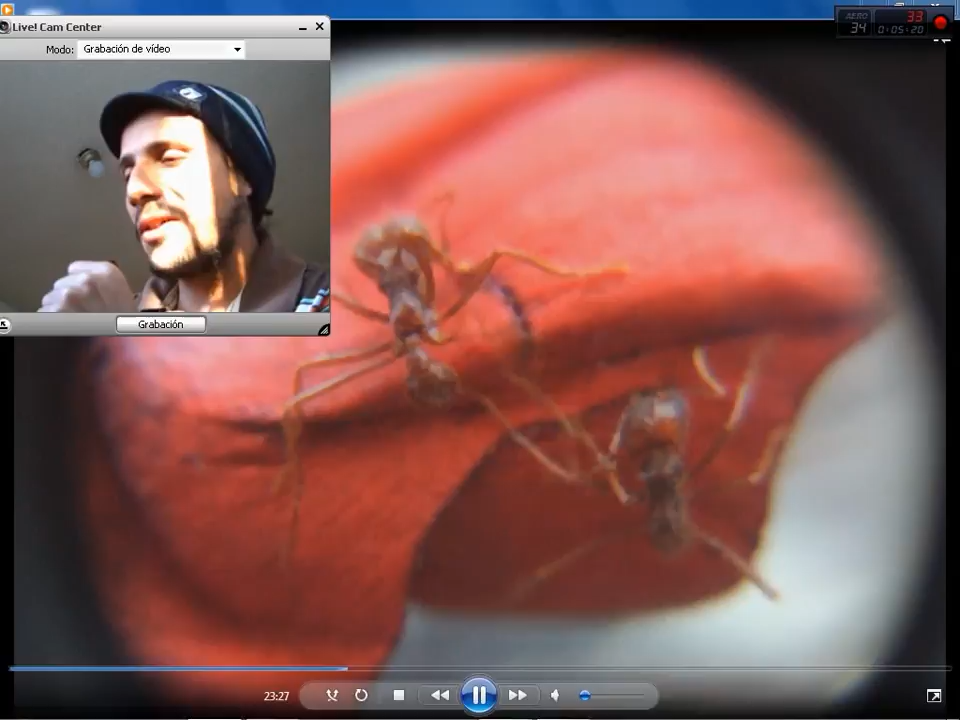 Live! Cam Center
Modo: Grabación de vídeo
AERO 33
34 0:05:20
Grabación
23:27